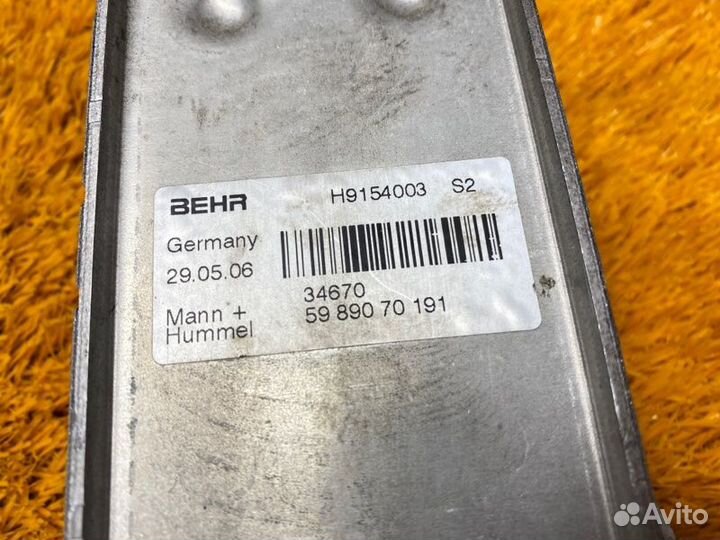 BEHR H9154003 S2
Germany
29.05.06
34670
Mann + 59 890 70 191
Hummel
Avito